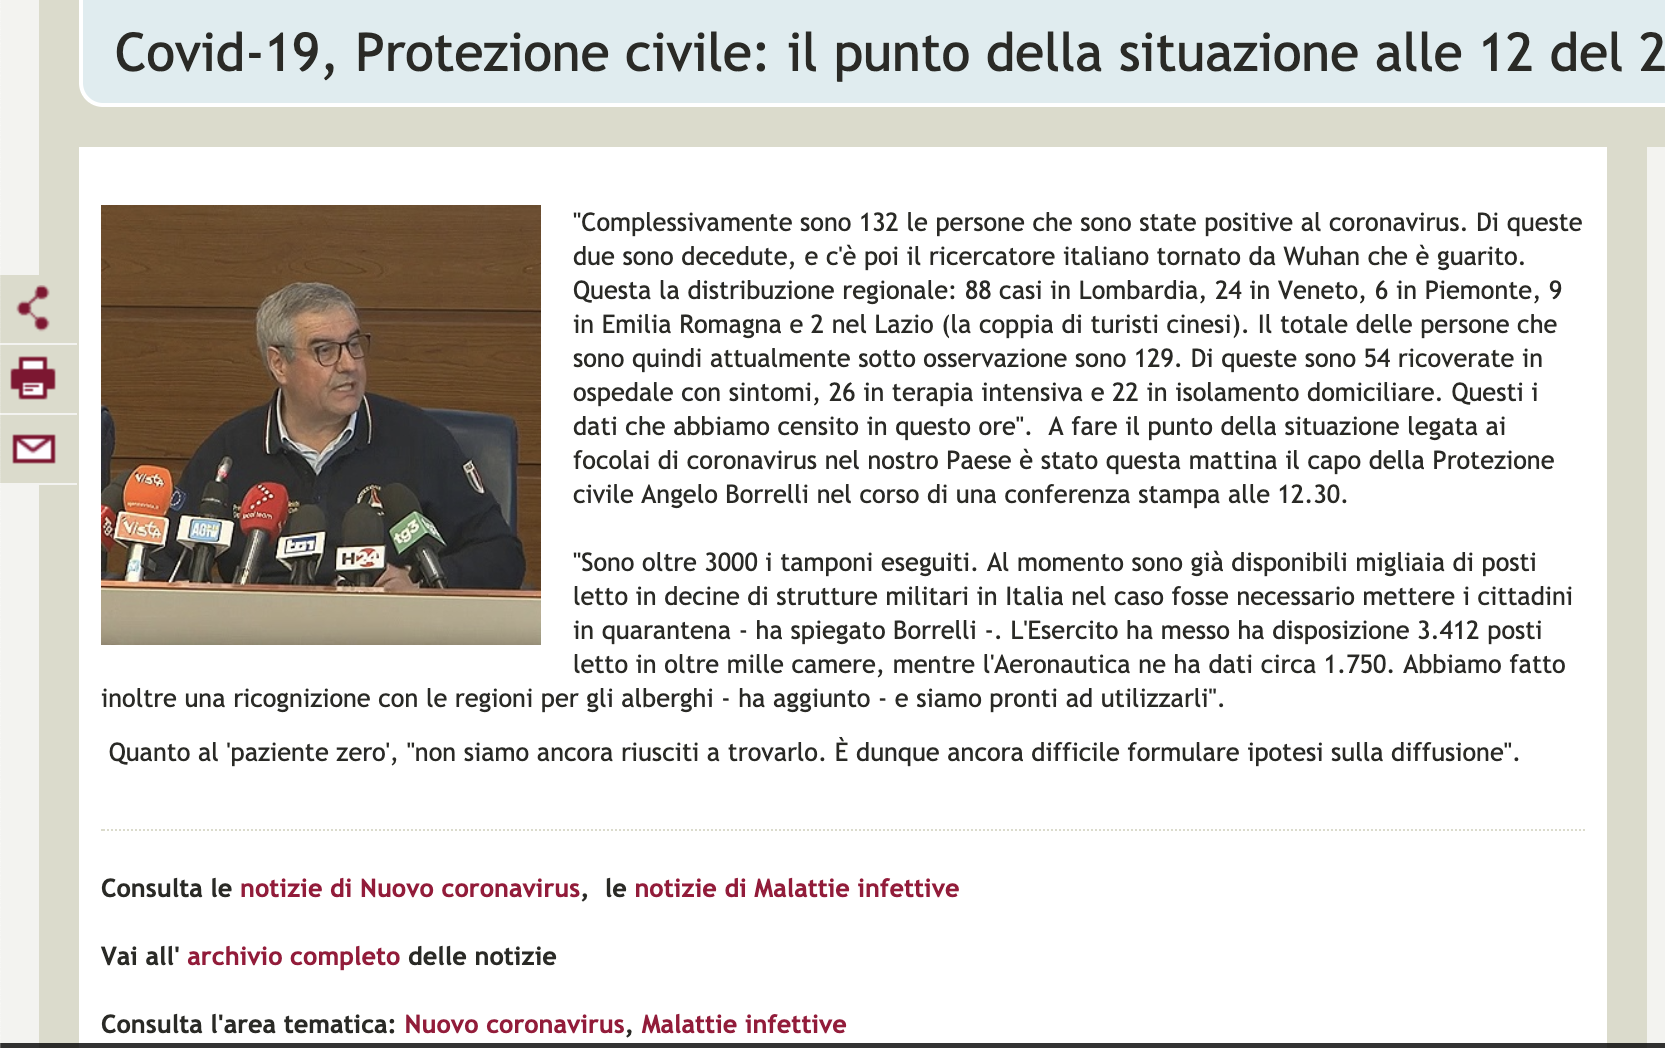 Covid-19, Protezione civile: il punto della situazione alle 12 del 2
"Complessivamente sono 132 le persone che sono state positive al coronavirus. Di queste
due sono decedute, e c'è poi il ricercatore italiano tornato da Wuhan che è guarito.
Questa la distribuzione regionale: 88 casi in Lombardia, 24 in Veneto, 6 in Piemonte, 9
in Emilia Romagna e 2 nel Lazio (la coppia di turisti cinesi). Il totale delle persone che
sono quindi attualmente sotto osservazione sono 129. Di queste sono 54 ricoverate in
ospedale con sintomi, 26 in terapia intensiva e 22 in isolamento domiciliare. Questi i
dati che abbiamo censito in questo ore".  A fare il punto della situazione legata ai
focolai di coronavirus nel nostro Paese è stato questa mattina il capo della Protezione
civile Angelo Borrelli nel corso di una conferenza stampa alle 12.30.
"Sono oltre 3000 i tamponi eseguiti. Al momento sono già disponibili migliaia di posti
letto in decine di strutture militari in Italia nel caso fosse necessario mettere i cittadini
in quarantena - ha spiegato Borrelli -. L'Esercito ha messo ha disposizione 3.412 posti
letto in oltre mille camere, mentre l'Aeronautica ne ha dati circa 1.750. Abbiamo fatto
inoltre una ricognizione con le regioni per gli alberghi - ha aggiunto - e siamo pronti ad utilizzarli".
Quanto al 'paziente zero', "non siamo ancora riusciti a trovarlo. È dunque ancora difficile formulare ipotesi sulla diffusione".
Consulta le notizie di Nuovo coronavirus,  le notizie di Malattie infettive
Vai all' archivio completo delle notizie
Consulta l'area tematica: Nuovo coronavirus, Malattie infettive
VISTA
VISTA
AGTW
local team
TG1
H24
tg3